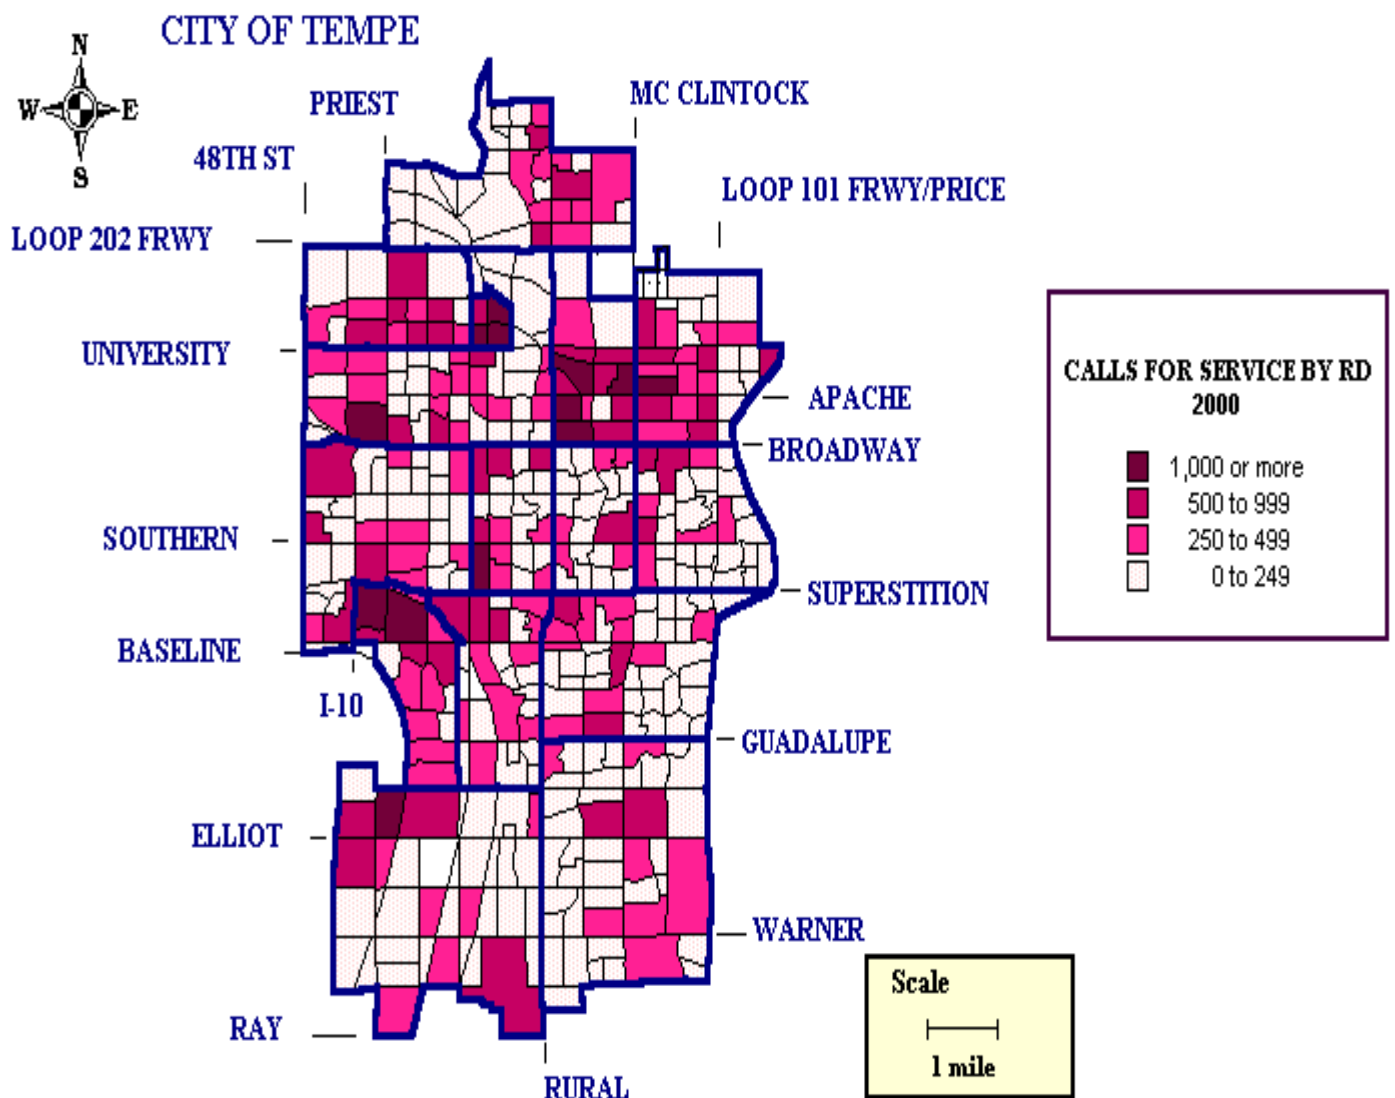 CITY OF TEMPE
N
W E
S
PRIEST
MC CLINTOCK
48TH ST
LOOP 101 FRWY/PRICE
LOOP 202 FRWY
UNIVERSITY
APACHE
BROADWAY
SOUTHERN
SUPERSTITION
BASELINE
I-10
GUADALUPE
ELLIOT
WARNER
RAY
RURAL
CALLS FOR SERVICE BY RD
2000
1,000 or more
500 to 999
250 to 499
0 to 249
Scale
1 mile